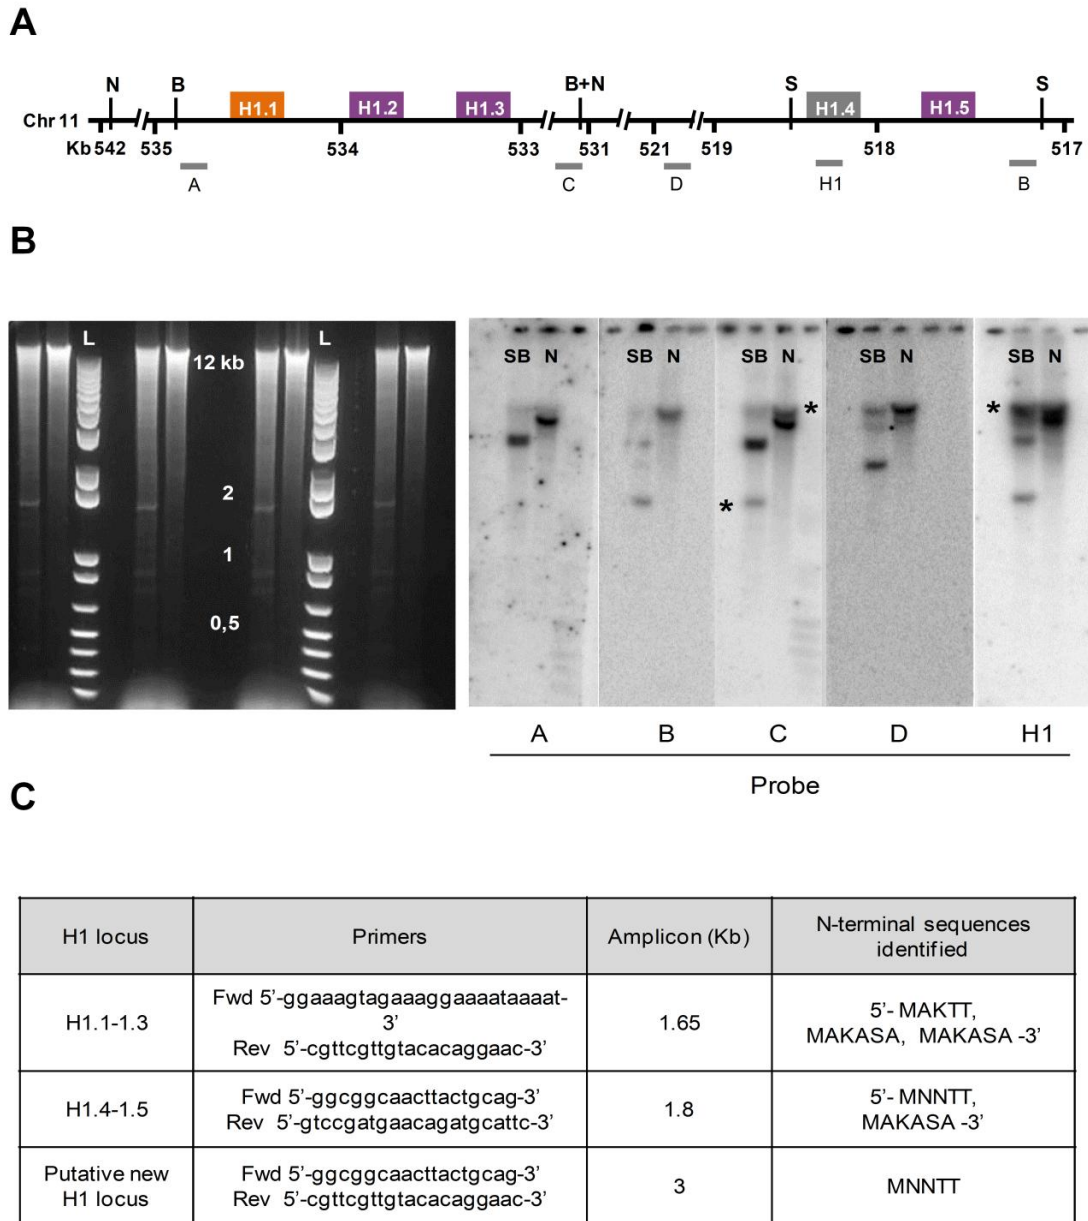 A
N B B+N S S
H1.1 H1.2 H1.3 H1.4 H1.5
Chr 11
Kb 542 535 534 533 531 521 519 518 517
A C D H1 B
B
L L
12 kb
2
1
0,5
SB N SB N SB N SB N SB N
* * *
A B C D H1
Probe
C
H1 locus Primers Amplicon (Kb) N-terminal sequences
identified
H1.1-1.3 Fwd 5'-ggaaagtagaaaggaaaataaaat-
3'
Rev 5'-cgttcgttgtacacaggaac-3' 1.65 5'- MAKTT,
MAKASA, MAKASA -3'
H1.4-1.5 Fwd 5'-ggcggcaacttactgcag-3'
Rev 5'-gtccgatgaacagatgcattc-3' 1.8 5'- MNNTT,
MAKASA -3'
Putative new
H1 locus Fwd 5'-ggcggcaacttactgcag-3'
Rev 5'-cgttcgttgtacacaggaac-3' 3 MNNTT